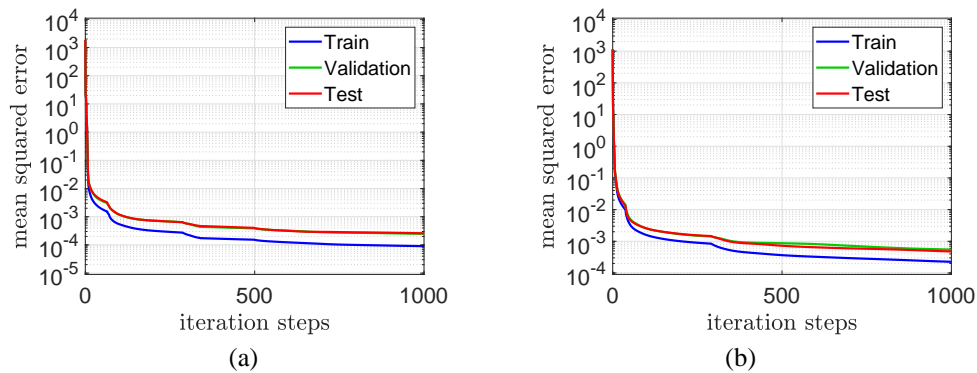 10^4
10^3
10^2
10^1
10^0
10^-1
10^-2
10^-3
10^-4
10^-5
mean squared error
Train
Validation
Test
0
500
1000
iteration steps
(a)
10^4
10^3
10^2
10^1
10^0
10^-1
10^-2
10^-3
10^-4
mean squared error
Train
Validation
Test
0
500
1000
iteration steps
(b)